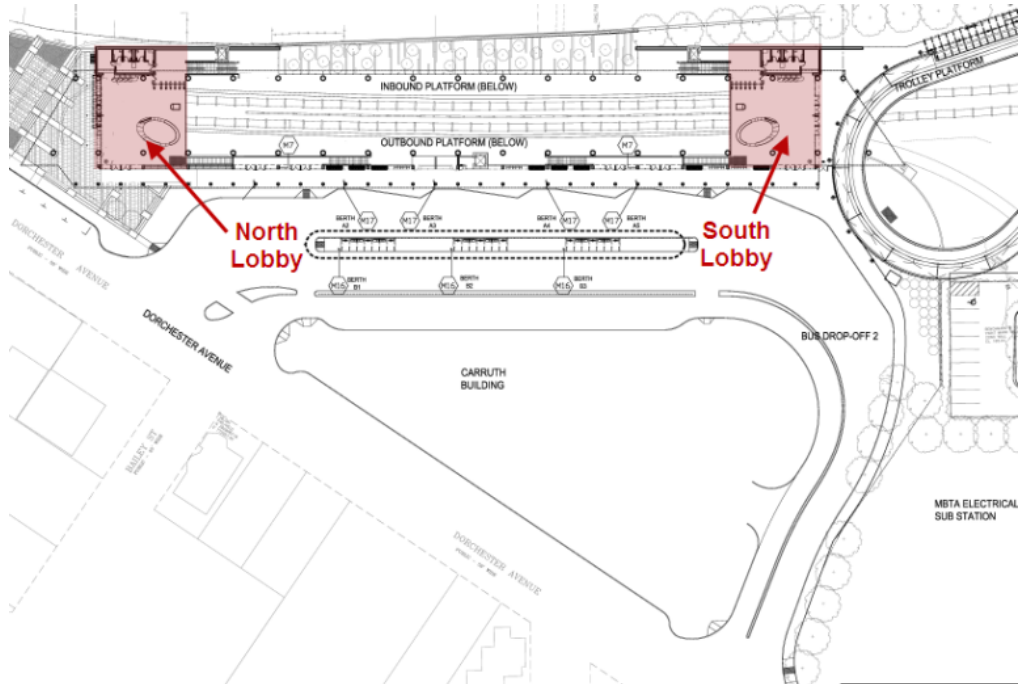 TROLLEY PLATFORM
INBOUND PLATFORM (BELOW)
OUTBOUND PLATFORM (BELOW)
M7
M7
M17
M17
M17
M17
BERTH
A2
BERTH
A3
BERTH
A4
BERTH
A5
North
Lobby
South
Lobby
DORCHESTER AVENUE
BERTH
B1
BERTH
B2
BERTH
B3
M16
M16
M16
DORCHESTER AVENUE
BUS DROP-OFF 2
CARRUTH
BUILDING
BAILEY ST
DORCHESTER AVENUE
MBTA ELECTRICAL
SUB STATION